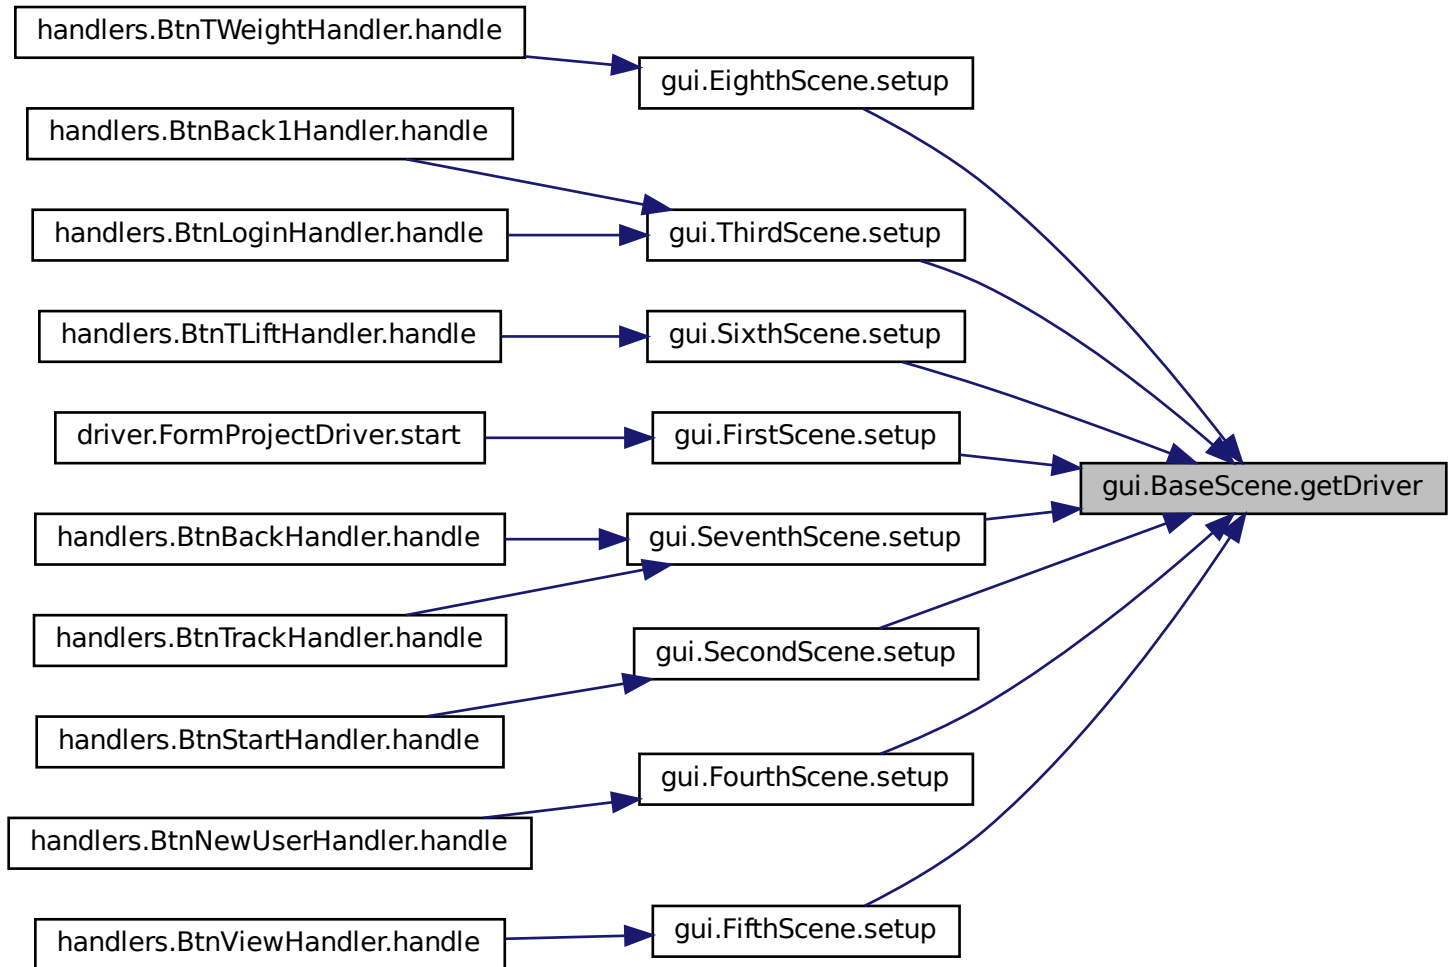 handlers.BtnTWeightHandler.handle
gui.EighthScene.setup
handlers.BtnBack1Handler.handle
handlers.BtnLoginHandler.handle
gui.ThirdScene.setup
handlers.BtnTLiftHandler.handle
gui.SixthScene.setup
driver.FormProjectDriver.start
gui.FirstScene.setup
gui.BaseScene.getDriver
handlers.BtnBackHandler.handle
gui.SeventhScene.setup
handlers.BtnTrackHandler.handle
gui.SecondScene.setup
handlers.BtnStartHandler.handle
gui.FourthScene.setup
handlers.BtnNewUserHandler.handle
gui.FifthScene.setup
handlers.BtnViewHandler.handle